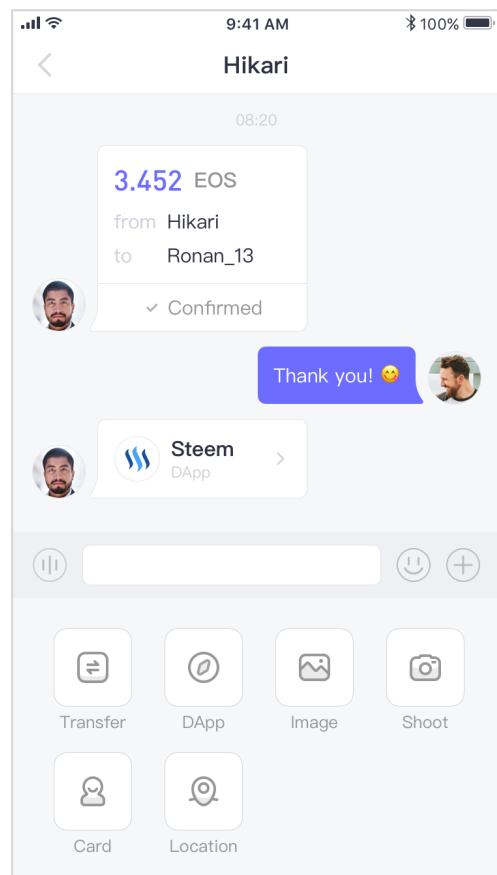 9:41 AM
100%
Hikari
08:20
3.452 EOS
from Hikari
to Ronan_13
Confirmed
Thank you! 😋
Steem
DApp
Transfer
DApp
Image
Shoot
Card
Location